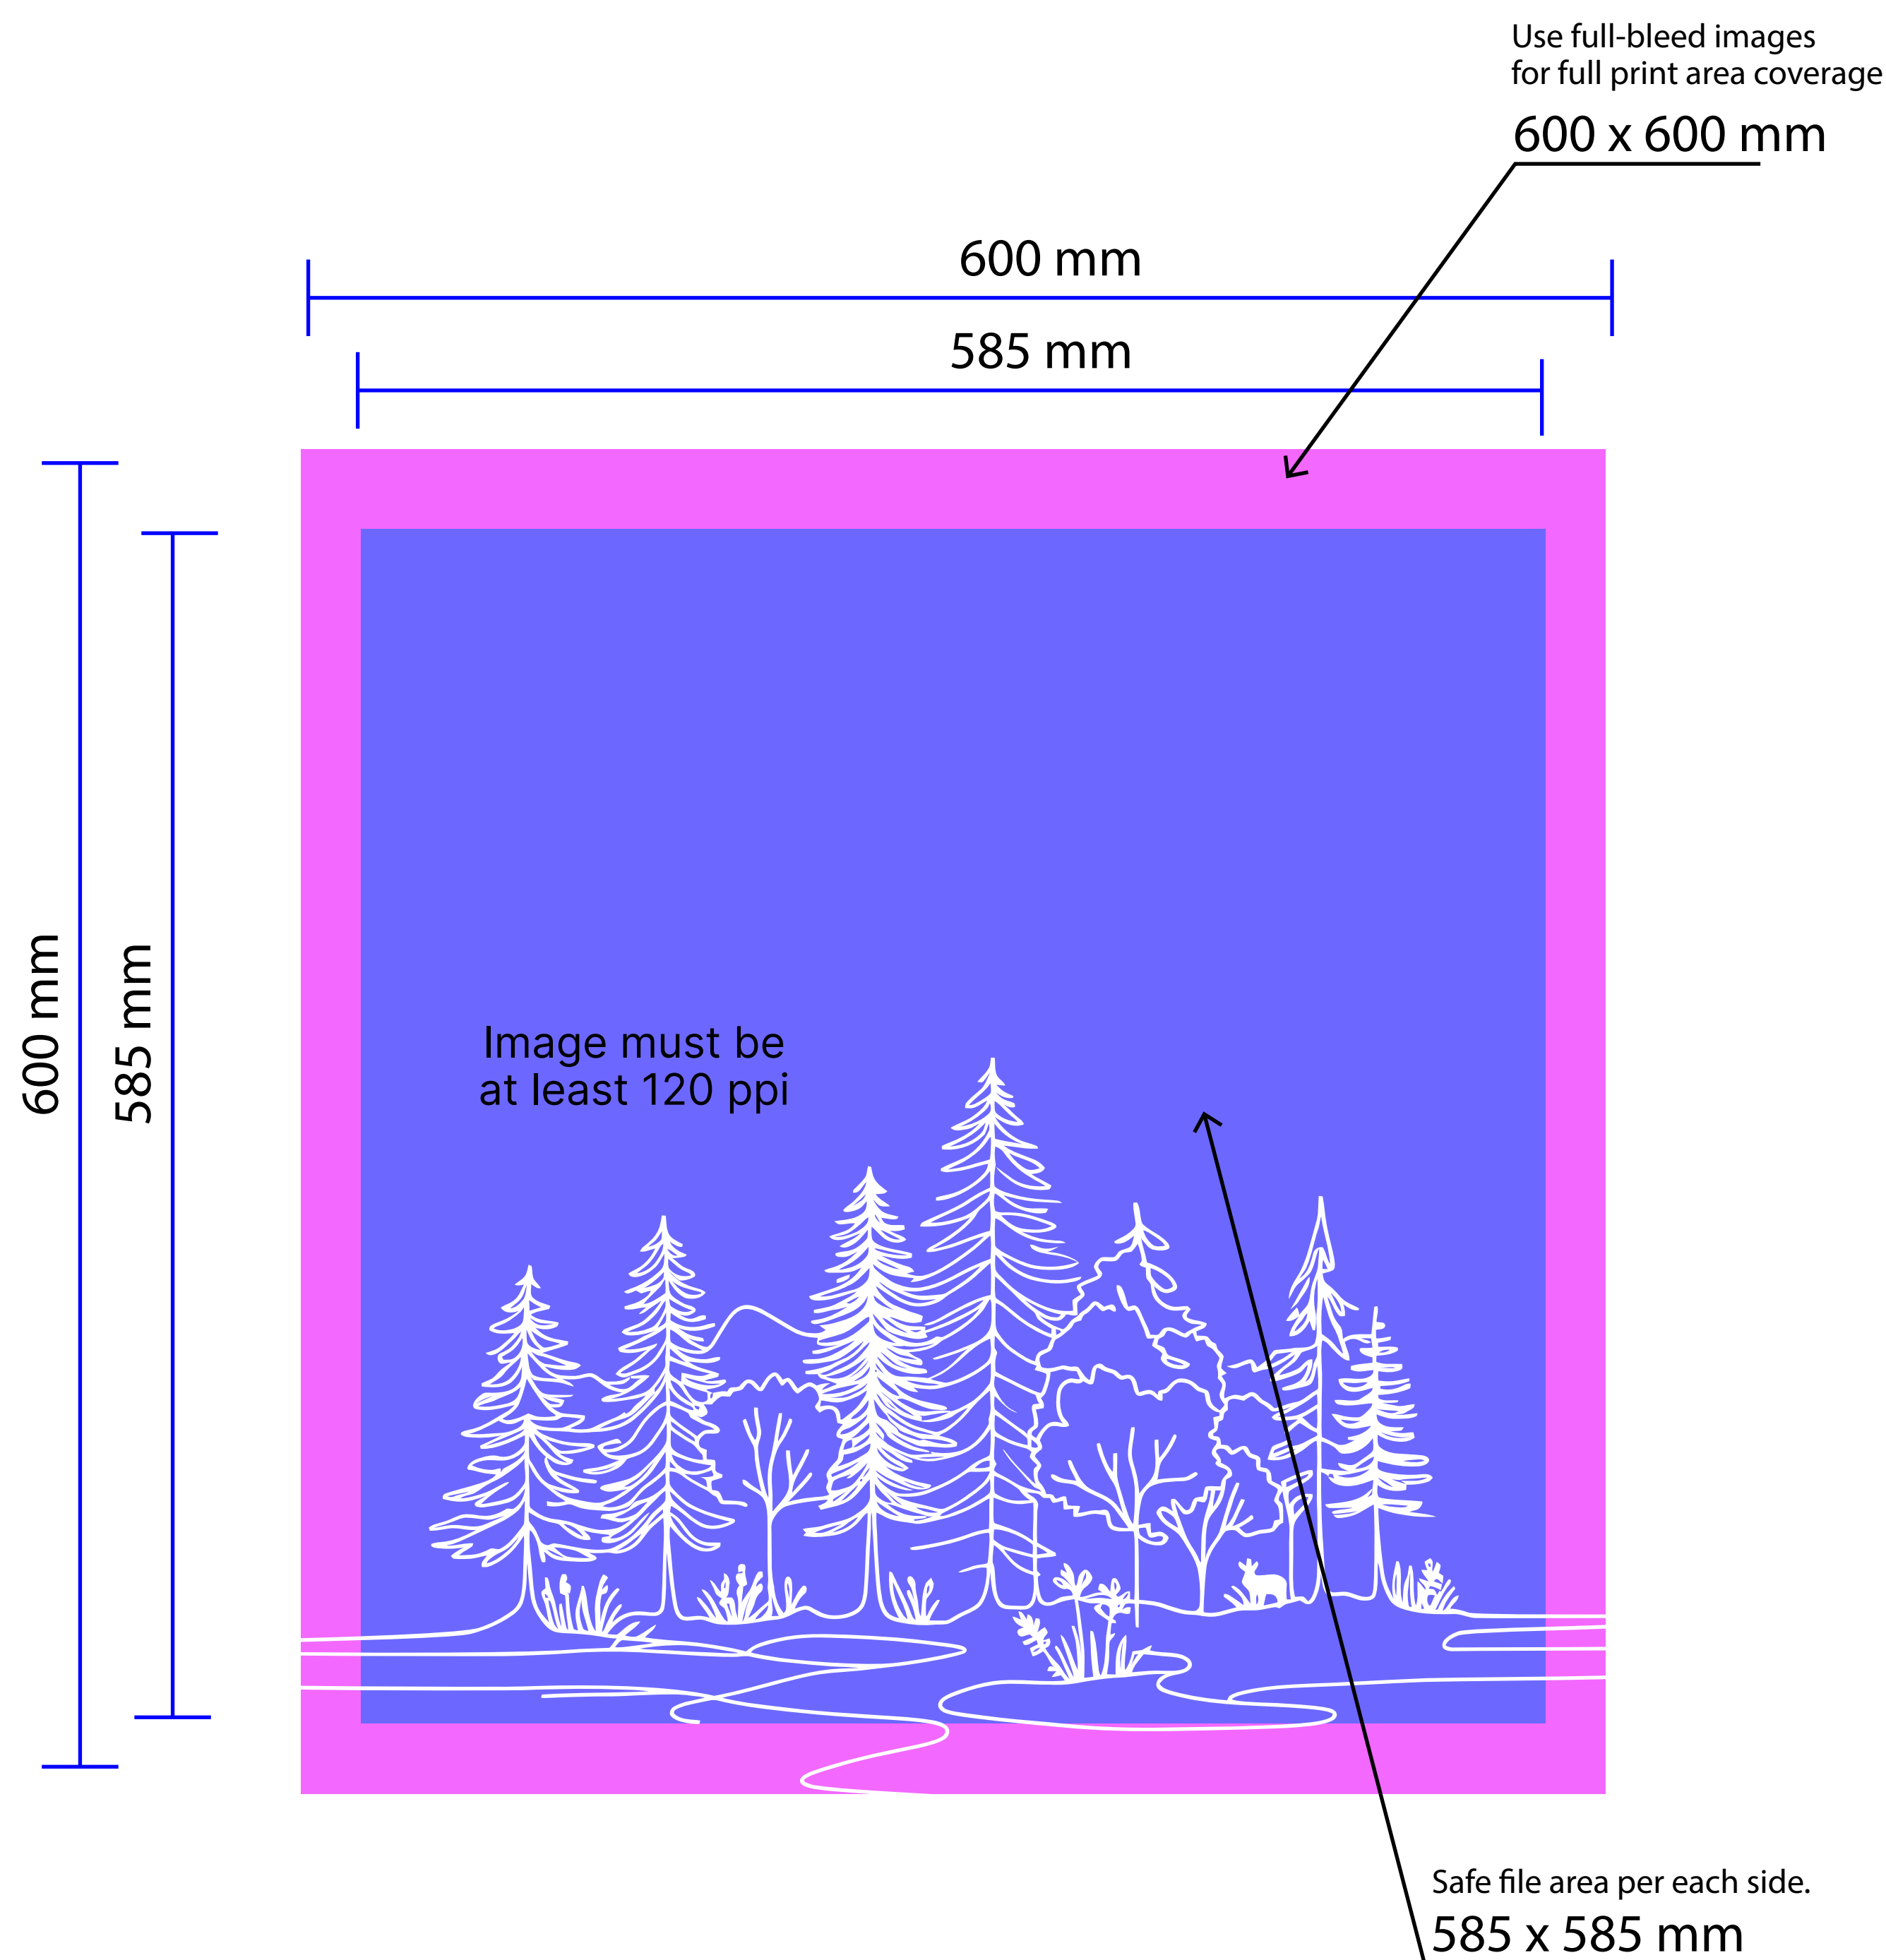 Use full-bleed images
for full print area coverage
600 x 600 mm
600 mm
585 mm
600 mm
585 mm
Image must be
at least 120 ppi
Safe file area per each side.
585 x 585 mm